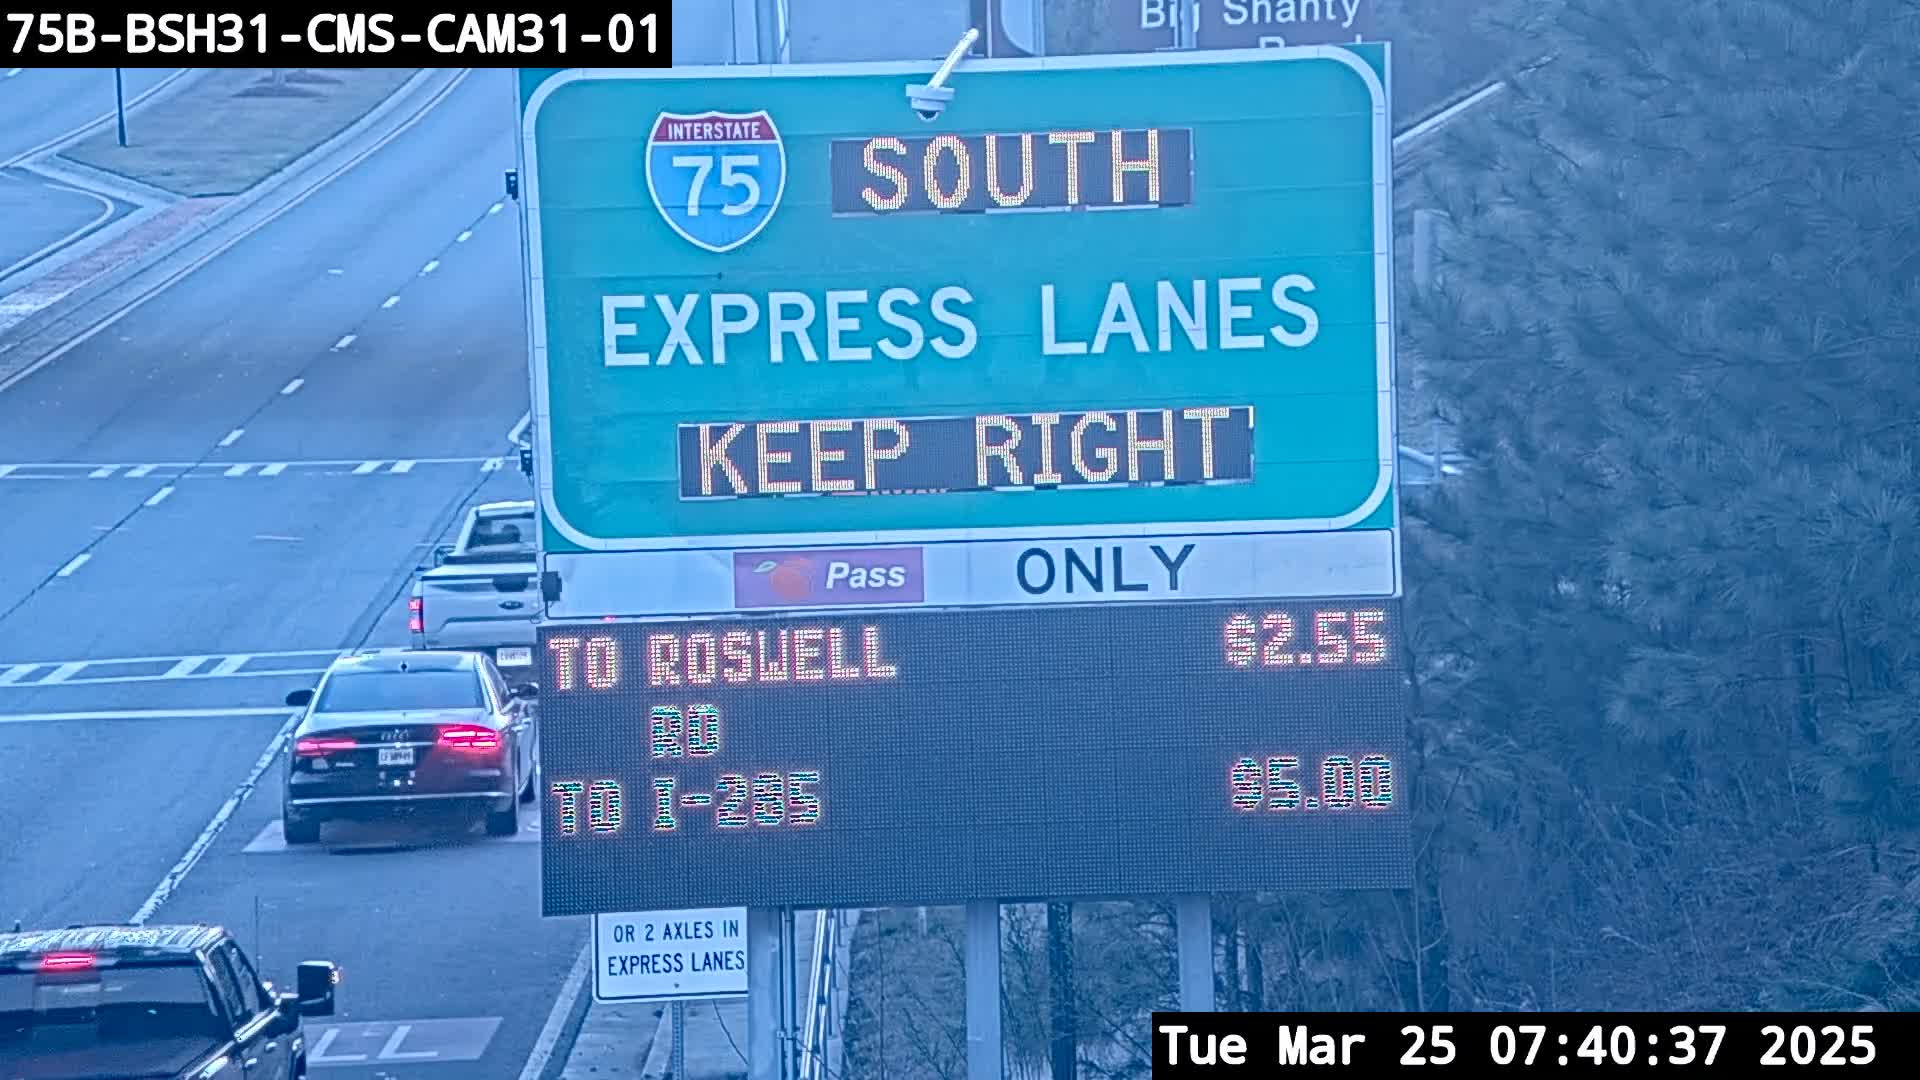 75B-BSH31-CMS-CAM31-01
Big Shanty
INTERSTATE
75
SOUTH
EXPRESS LANES
KEEP RIGHT
Pass
ONLY
TO ROSWELL $2.55
RD
TO I-285 $5.00
OR 2 AXLES IN
EXPRESS LANES
Tue Mar 25 07:40:37 2025